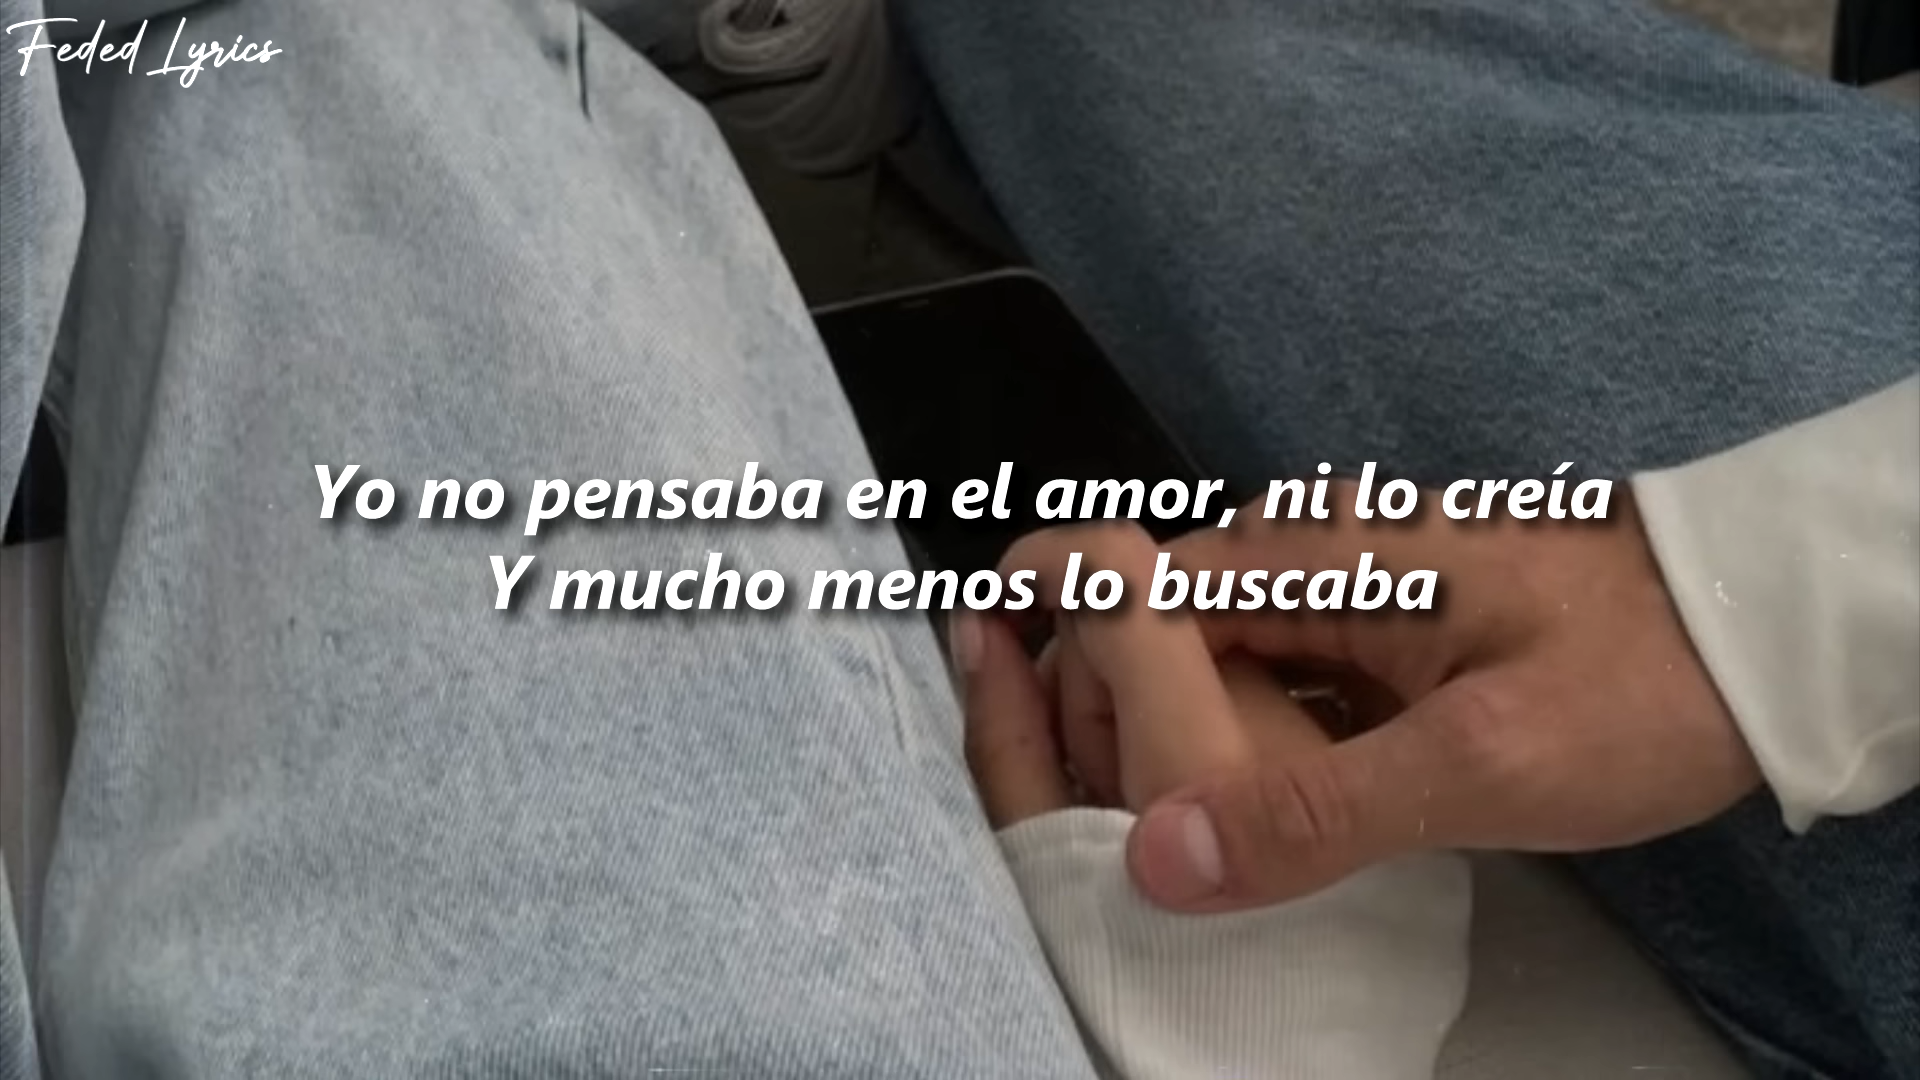 Feded Lyrics
Yo no pensaba en el amor, ni lo creía
Y mucho menos lo buscaba